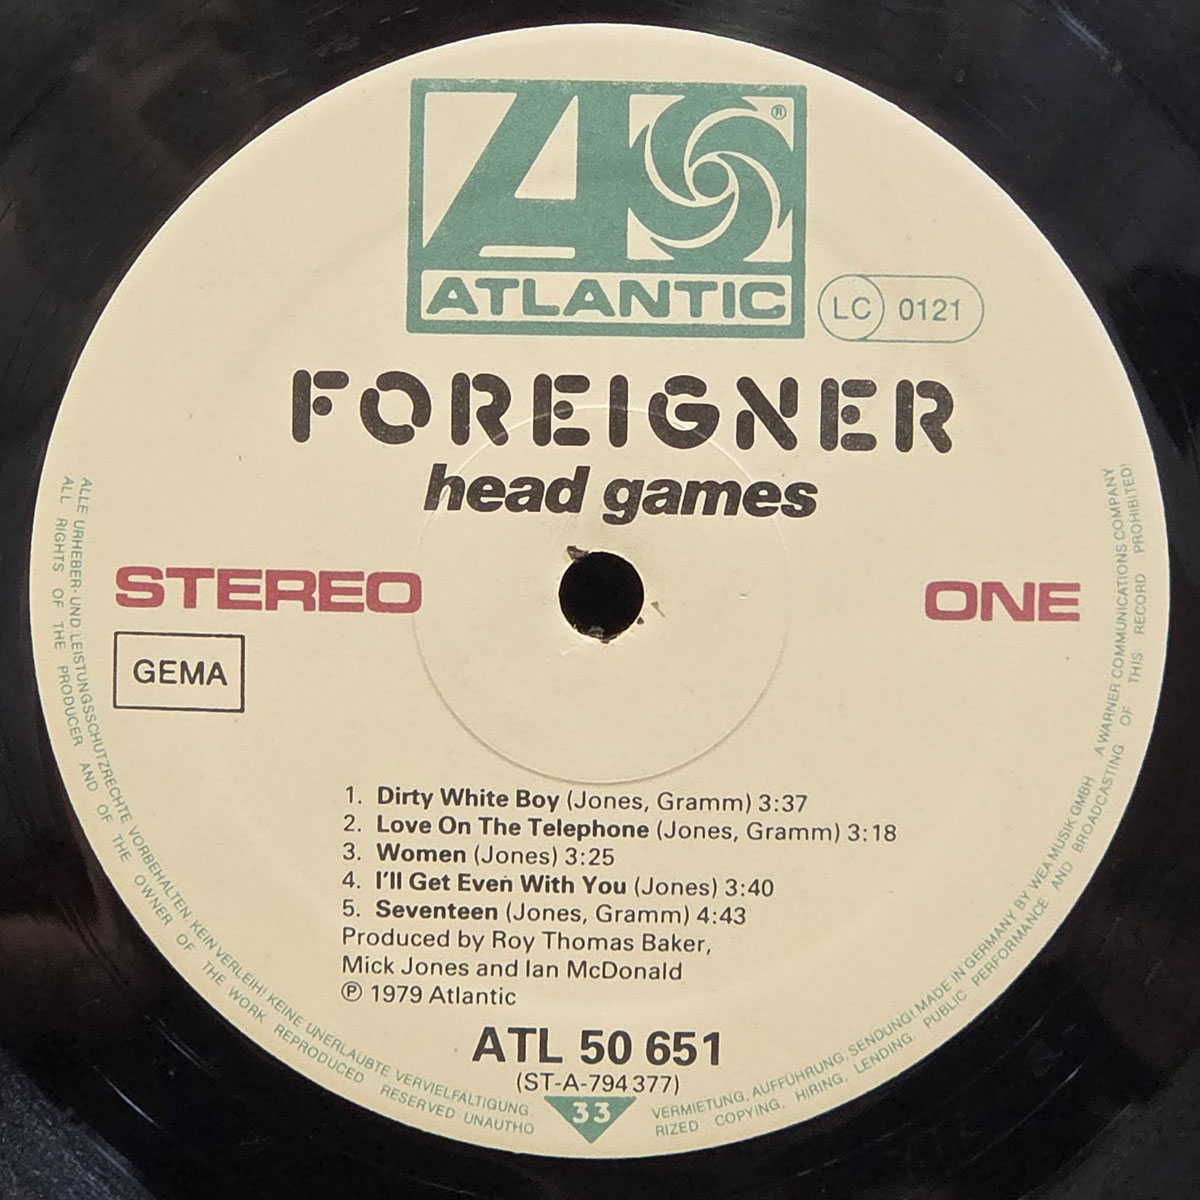 ATLANTIC ®
LC 0121
FOREIGNER
head games
STEREO
ONE
GEMA
1. Dirty White Boy (Jones, Gramm) 3:37
2. Love On The Telephone (Jones, Gramm) 3:18
3. Women (Jones) 3:25
4. I'll Get Even With You (Jones) 3:40
5. Seventeen (Jones, Gramm) 4:43
Produced by Roy Thomas Baker,
Mick Jones and Ian McDonald
℗ 1979 Atlantic
ATL 50 651
(ST-A-794377)
33
ALLE URHEBER- UND LEISTUNGSSCHUTZRECHTE VORBEHALTEN KEIN VERLEIH! KEINE UNERLAUBTE VERVIELFÄLTIGUNG. VERMIETUNG, AUFFÜHRUNG, SENDUNG! MADE IN GERMANY BY WEA MUSIK GMBH A WARNER COMMUNICATIONS COMPANY
ALL RIGHTS OF THE PRODUCER AND OF THE OWNER OF THE WORK REPRODUCED RESERVED UNAUTHORIZED COPYING, HIRING, LENDING, PUBLIC PERFORMANCE AND BROADCASTING OF THIS RECORD PROHIBITED!